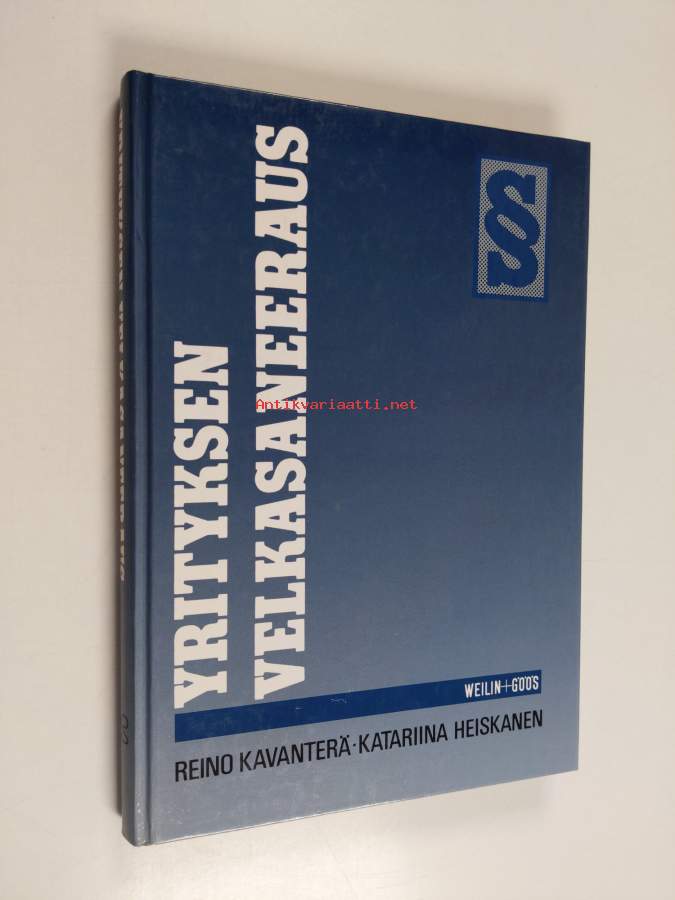 YRITYKSEN
VELKASANEERAUS
§
Antikvariaatti.net
WEILIN+GÖÖS
REINO KAVANTERÄ·KATARIINA HEISKANEN